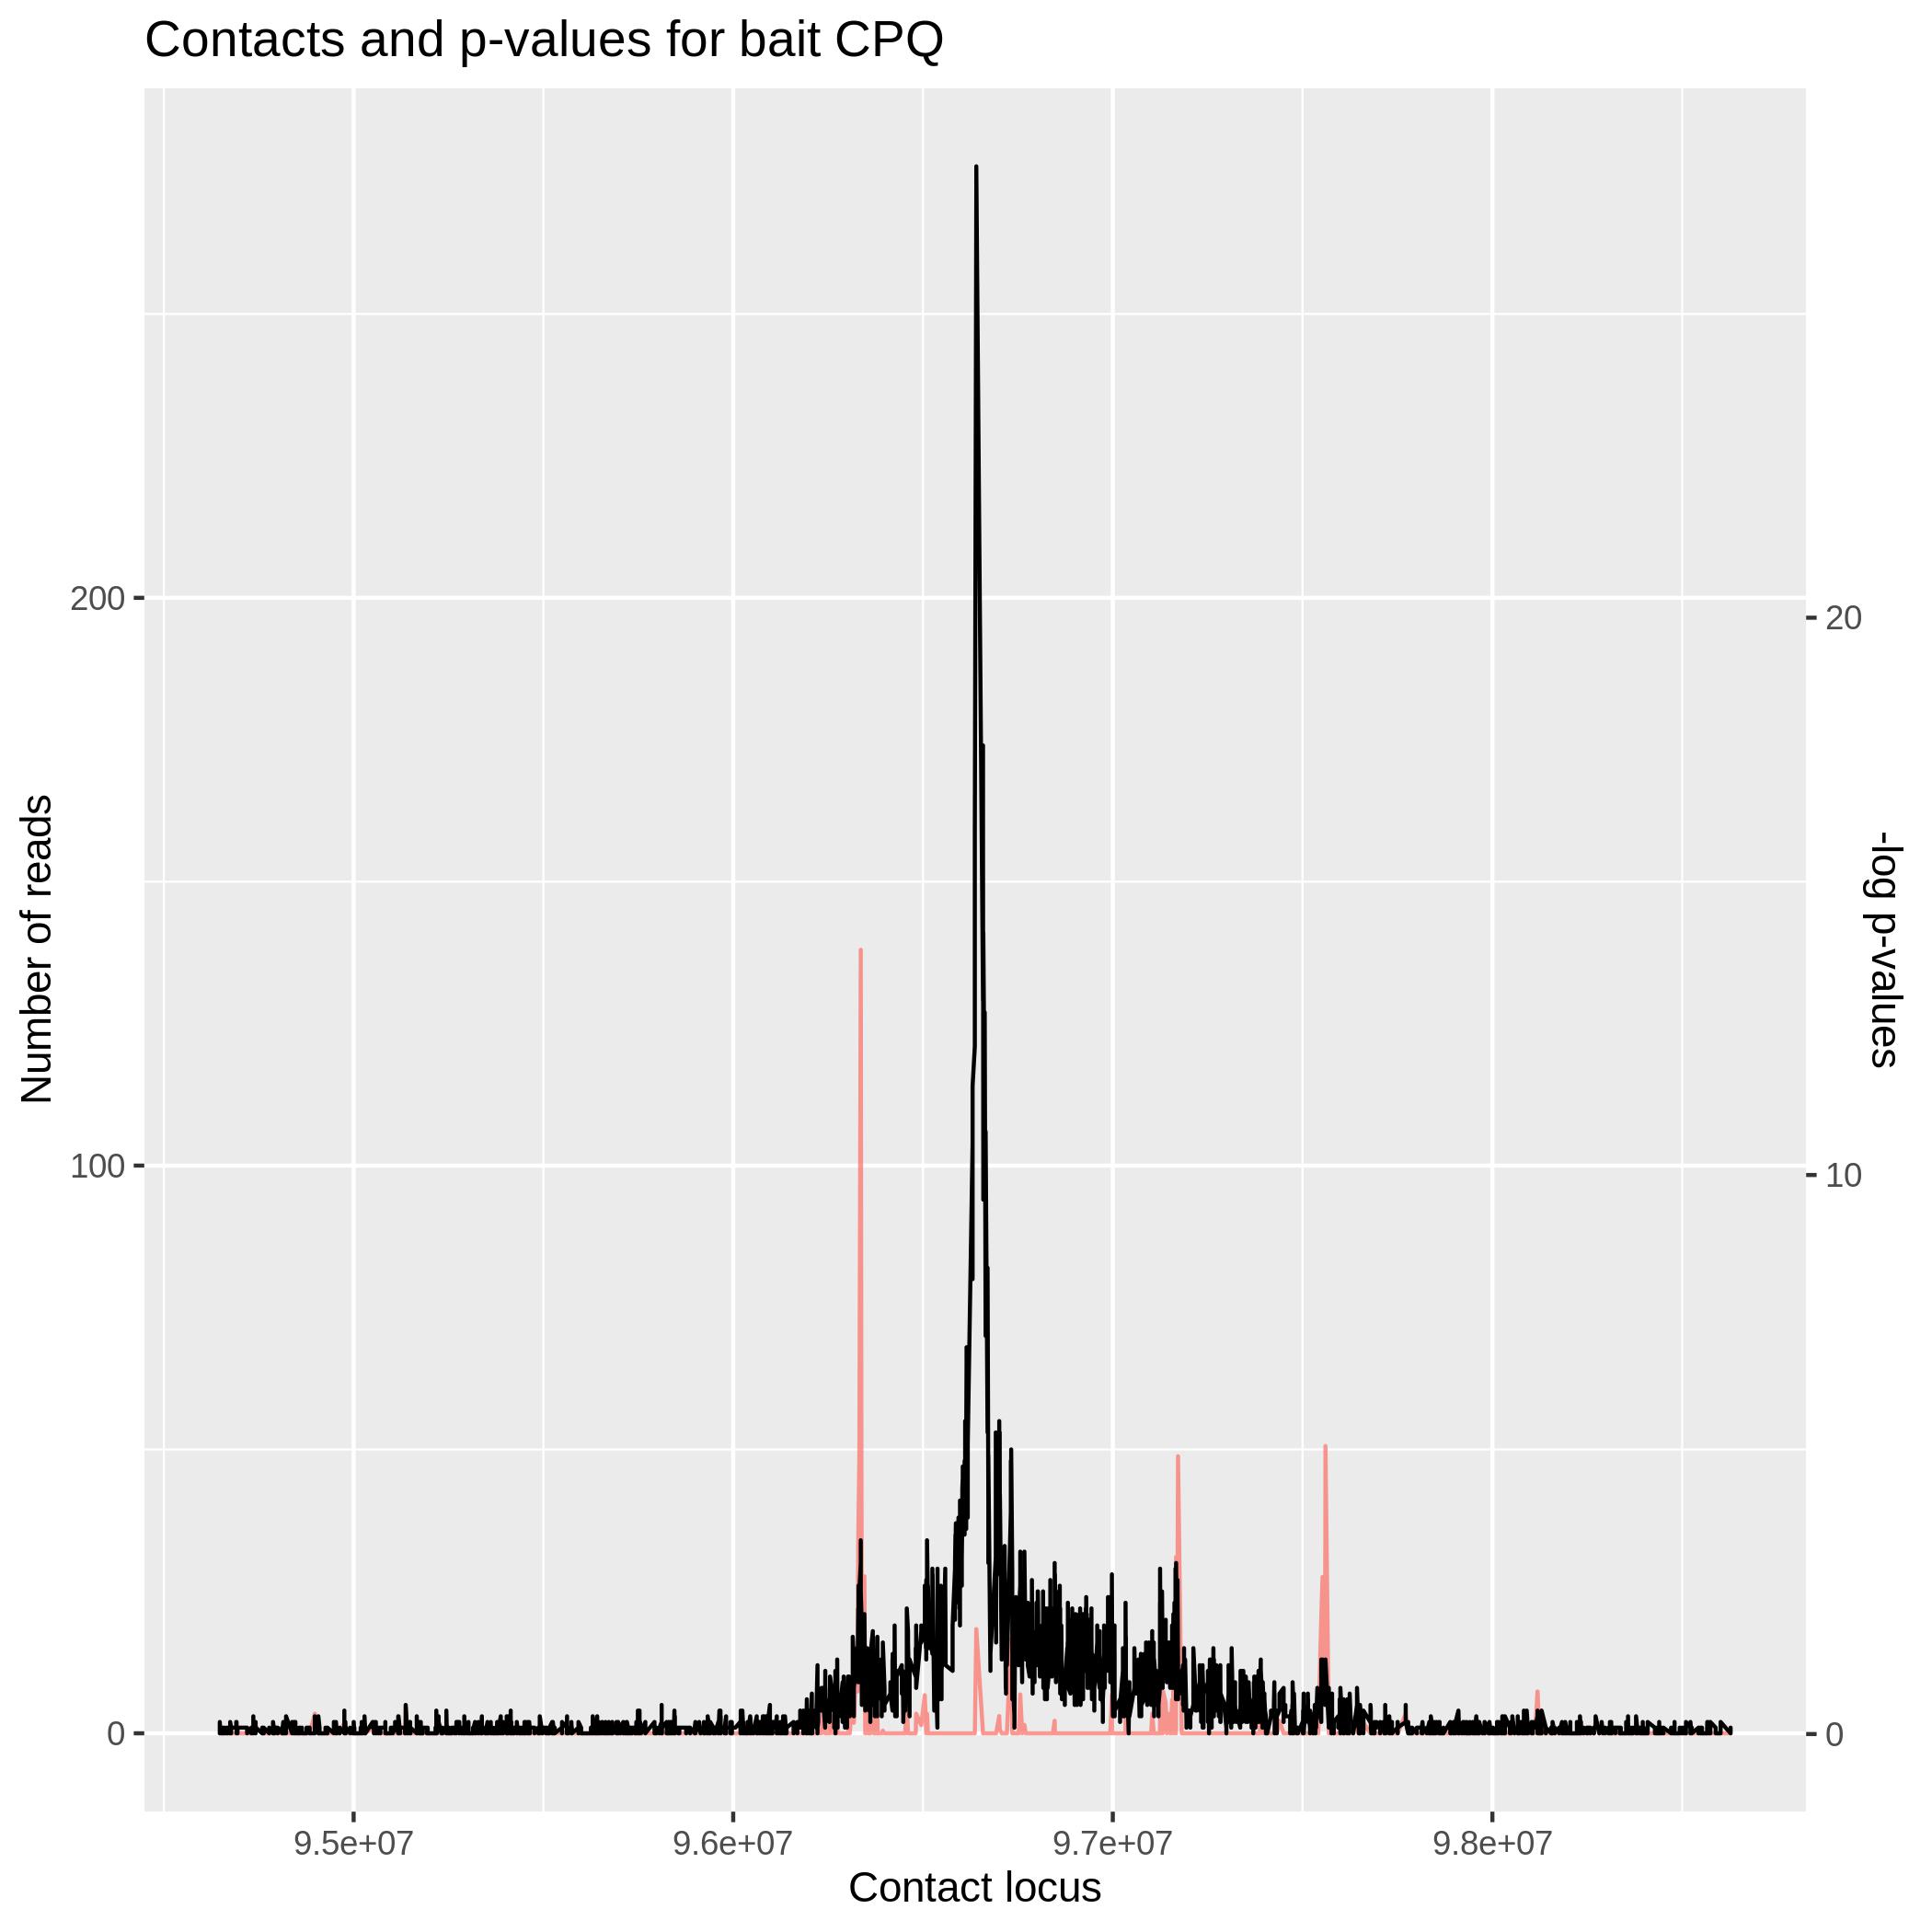 Contacts and p-values for bait CPQ
Number of reads
200
100
0
20
10
0
-log p-values
9.5e+07 9.6e+07 9.7e+07 9.8e+07
Contact locus